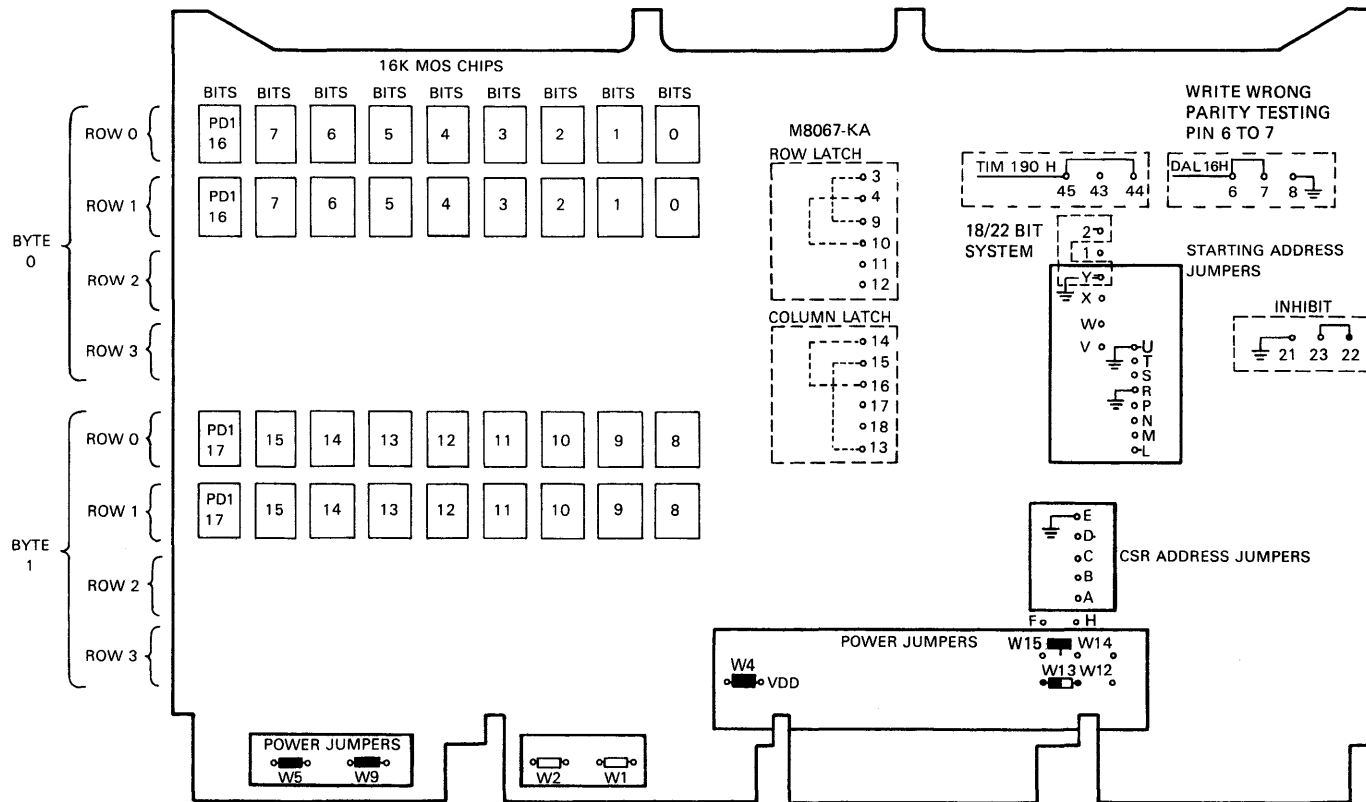 16K MOS CHIPS
BITS BITS BITS BITS BITS BITS BITS BITS BITS
BYTE 0
ROW 0
PD1 16 7 6 5 4 3 2 1 0
ROW 1
PD1 16 7 6 5 4 3 2 1 0
ROW 2
ROW 3
BYTE 1
ROW 0
PD1 17 15 14 13 12 11 10 9 8
ROW 1
PD1 17 15 14 13 12 11 10 9 8
ROW 2
ROW 3
M8067-KA
ROW LATCH
3
4
9
10
11
12
COLUMN LATCH
14
15
16
17
18
13
TIM 190 H
45 43 44
WRITE WRONG
PARITY TESTING
PIN 6 TO 7
DAL 16H
6 7 8
18/22 BIT
SYSTEM
2
1
Y
X
W
V
STARTING ADDRESS
JUMPERS
U
T
S
R
P
N
M
L
INHIBIT
21 23 22
E
D
C
B
A
CSR ADDRESS JUMPERS
F H
POWER JUMPERS
W15 W14
W13 W12
W4
VDD
POWER JUMPERS
W5 W9
W2 W1